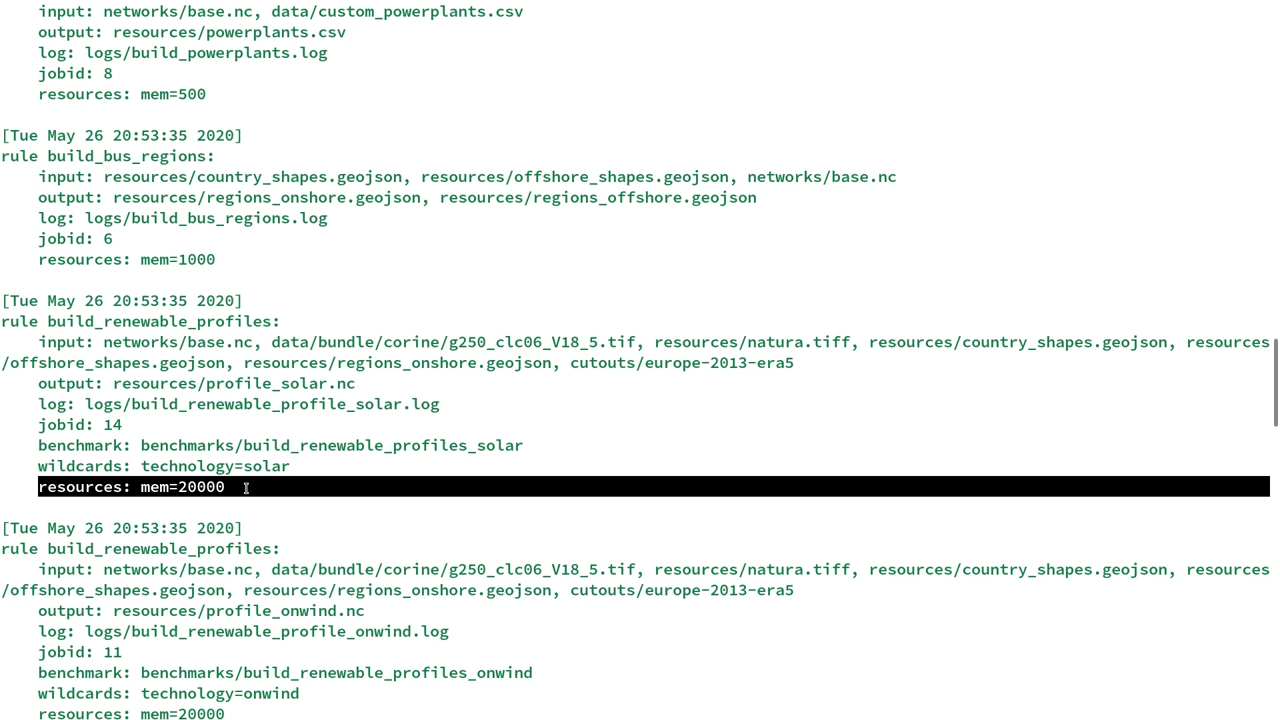 input: networks/base.nc, data/custom_powerplants.csv
output: resources/powerplants.csv
log: logs/build_powerplants.log
jobid: 8
resources: mem=500
[Tue May 26 20:53:35 2020]
rule build_bus_regions:
input: resources/country_shapes.geojson, resources/offshore_shapes.geojson, networks/base.nc
output: resources/regions_onshore.geojson, resources/regions_offshore.geojson
log: logs/build_bus_regions.log
jobid: 6
resources: mem=1000
[Tue May 26 20:53:35 2020]
rule build_renewable_profiles:
input: networks/base.nc, data/bundle/corine/g250_clc06_V18_5.tif, resources/natura.tiff, resources/country_shapes.geojson, resources
/offshore_shapes.geojson, resources/regions_onshore.geojson, cutouts/europe-2013-era5
output: resources/profile_solar.nc
log: logs/build_renewable_profile_solar.log
jobid: 14
benchmark: benchmarks/build_renewable_profiles_solar
wildcards: technology=solar
resources: mem=20000
[Tue May 26 20:53:35 2020]
rule build_renewable_profiles:
input: networks/base.nc, data/bundle/corine/g250_clc06_V18_5.tif, resources/natura.tiff, resources/country_shapes.geojson, resources
/offshore_shapes.geojson, resources/regions_onshore.geojson, cutouts/europe-2013-era5
output: resources/profile_onwind.nc
log: logs/build_renewable_profile_onwind.log
jobid: 11
benchmark: benchmarks/build_renewable_profiles_onwind
wildcards: technology=onwind
resources: mem=20000